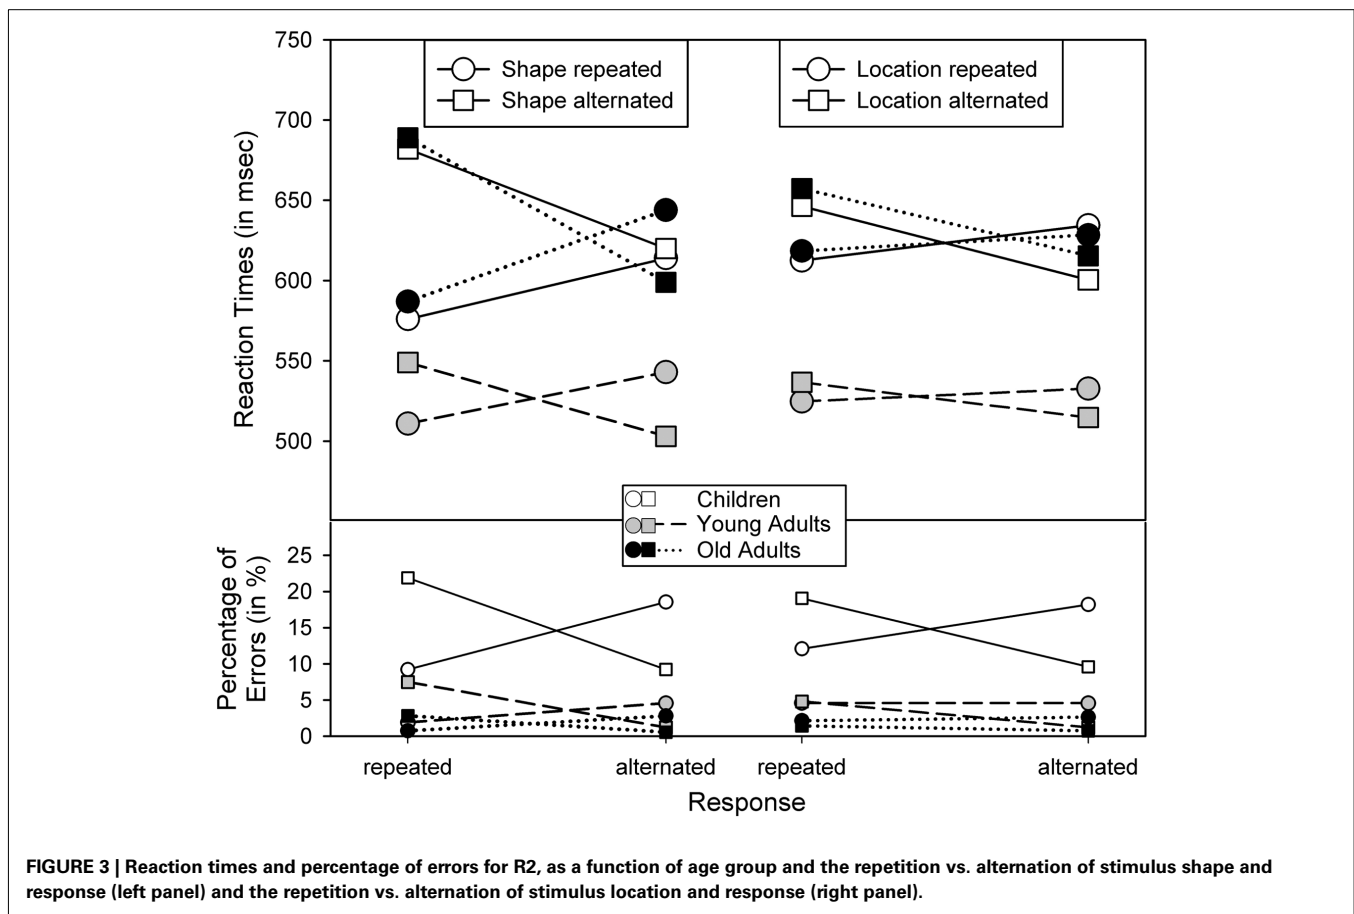 750
700
650
600
550
500
Reaction Times (in msec)
Shape repeated
Shape alternated
Location repeated
Location alternated
Children
Young Adults
Old Adults
25
20
15
10
5
0
Percentage of
Errors (in %)
repeated
alternated
repeated
alternated
Response
FIGURE 3 | Reaction times and percentage of errors for R2, as a function of age group and the repetition vs. alternation of stimulus shape and
response (left panel) and the repetition vs. alternation of stimulus location and response (right panel).